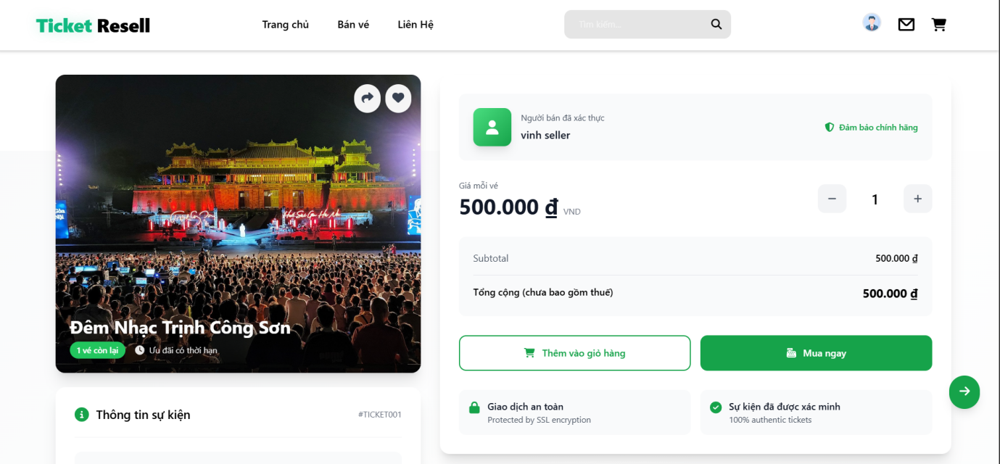 Ticket Resell
Trang chủ
Bán vé
Liên Hệ
Tìm kiếm...
Đêm Nhạc Trịnh Công Sơn
1 vé còn lại
Ưu đãi có thời hạn
Thông tin sự kiện
#TICKET001
Người bán đã xác thực
vinh seller
Đảm bảo chính hãng
Giá mỗi vé
500.000 ₫ VND
− 1 +
Subtotal
500.000 ₫
Tổng cộng (chưa bao gồm thuế)
500.000 ₫
Thêm vào giỏ hàng
Mua ngay
Giao dịch an toàn
Protected by SSL encryption
Sự kiện đã được xác minh
100% authentic tickets